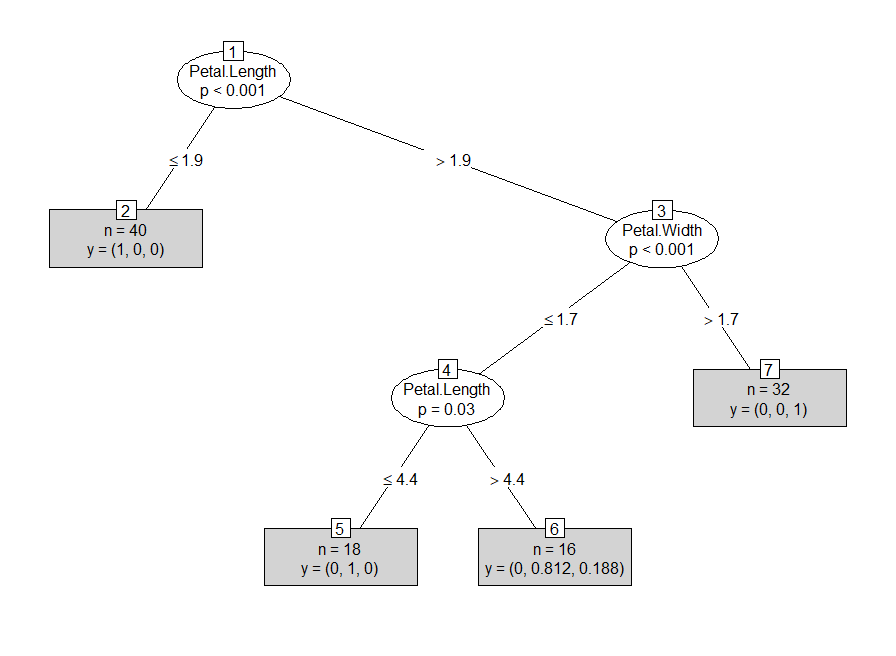 1
Petal.Length
p < 0.001
≤ 1.9
> 1.9
2
n = 40
y = (1, 0, 0)
3
Petal.Width
p < 0.001
≤ 1.7
> 1.7
4
Petal.Length
p = 0.03
7
n = 32
y = (0, 0, 1)
≤ 4.4
> 4.4
5
n = 18
y = (0, 1, 0)
6
n = 16
y = (0, 0.812, 0.188)